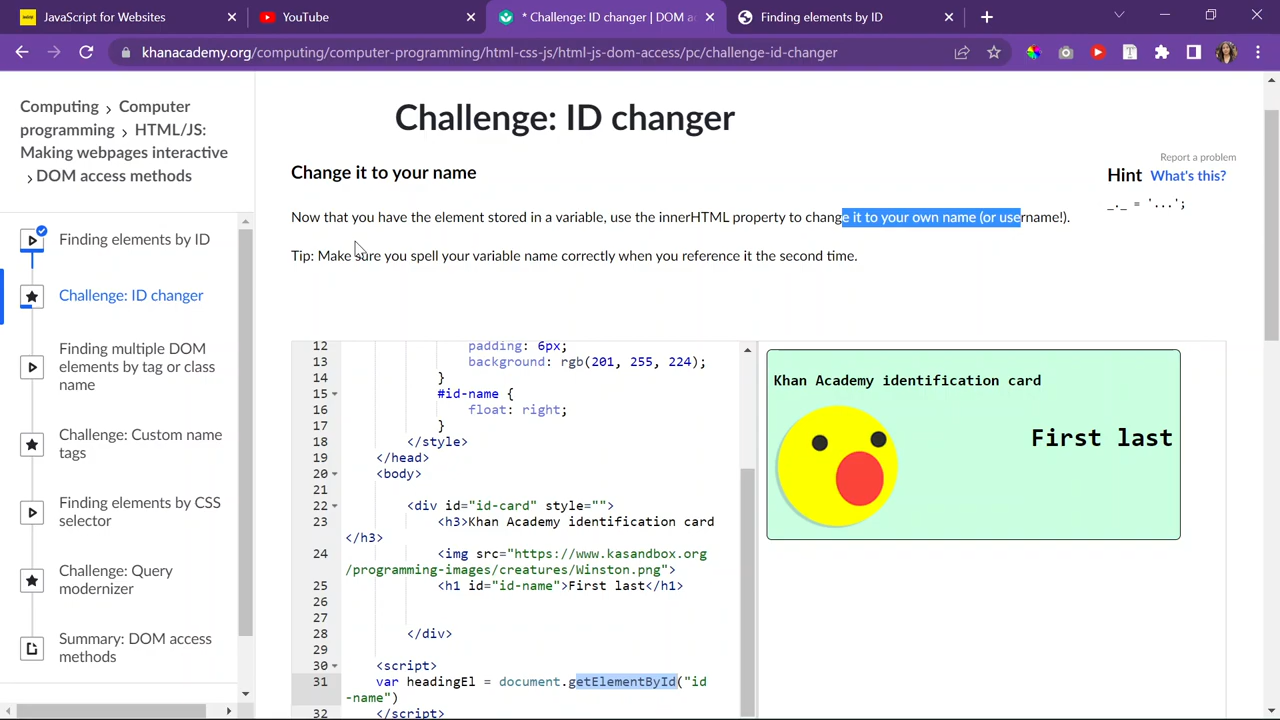 JavaScript for Websites
YouTube
* Challenge: ID changer | DOM a
Finding elements by ID
khanacademy.org/computing/computer-programming/html-css-js/html-js-dom-access/pc/challenge-id-changer
Computing > Computer
programming > HTML/JS:
Making webpages interactive
> DOM access methods
Finding elements by ID
Challenge: ID changer
Finding multiple DOM
elements by tag or class
name
Challenge: Custom name
tags
Finding elements by CSS
selector
Challenge: Query
modernizer
Summary: DOM access
methods
Challenge: ID changer
Change it to your name
Now that you have the element stored in a variable, use the innerHTML property to change it to your own name (or username!).
Tip: Make sure you spell your variable name correctly when you reference it the second time.
Report a problem
Hint What's this?
_._ = '...';
12 padding: 6px;
13 background: rgb(201, 255, 224);
14 }
15 #id-name {
16 float: right;
17 }
18 </style>
19 </head>
20 <body>
21
22 <div id="id-card" style="">
23 <h3>Khan Academy identification card
</h3>
24 <img src="https://www.kasandbox.org
/programming-images/creatures/Winston.png">
25 <h1 id="id-name">First last</h1>
26
27
28 </div>
29
30 <script>
31 var headingEl = document.getElementById("id
-name")
32 </script>
Khan Academy identification card
First last